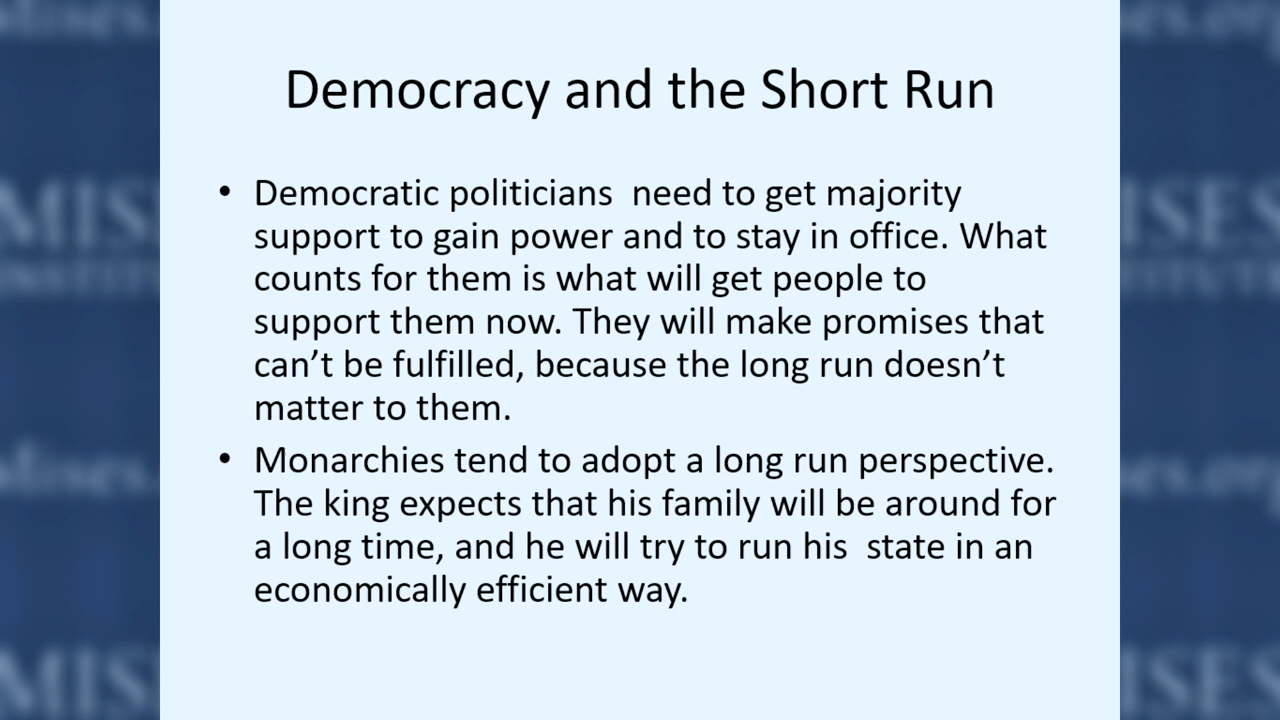 Democracy and the Short Run
• Democratic politicians  need to get majority
support to gain power and to stay in office. What
counts for them is what will get people to
support them now. They will make promises that
can’t be fulfilled, because the long run doesn’t
matter to them.
• Monarchies tend to adopt a long run perspective.
The king expects that his family will be around for
a long time, and he will try to run his  state in an
economically efficient way.